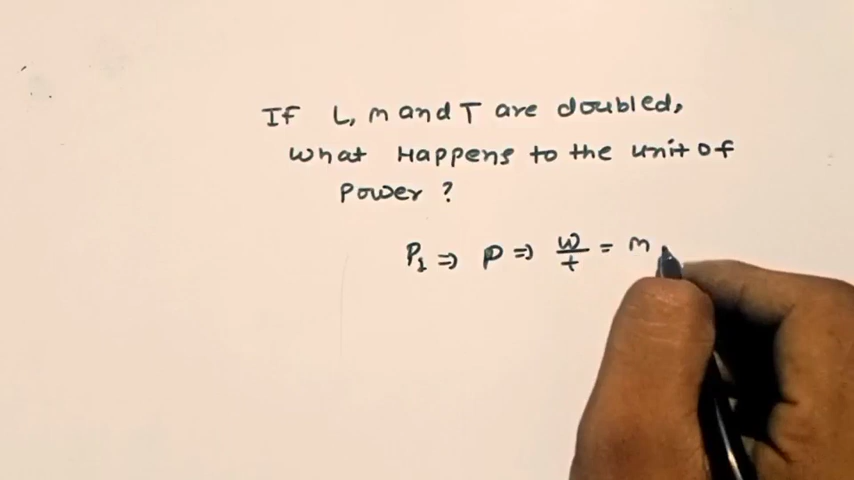 If L, m and T are doubled,
What Happens to the unit of
Power ?
P₁ ⇒ P ⇒ w/t = m